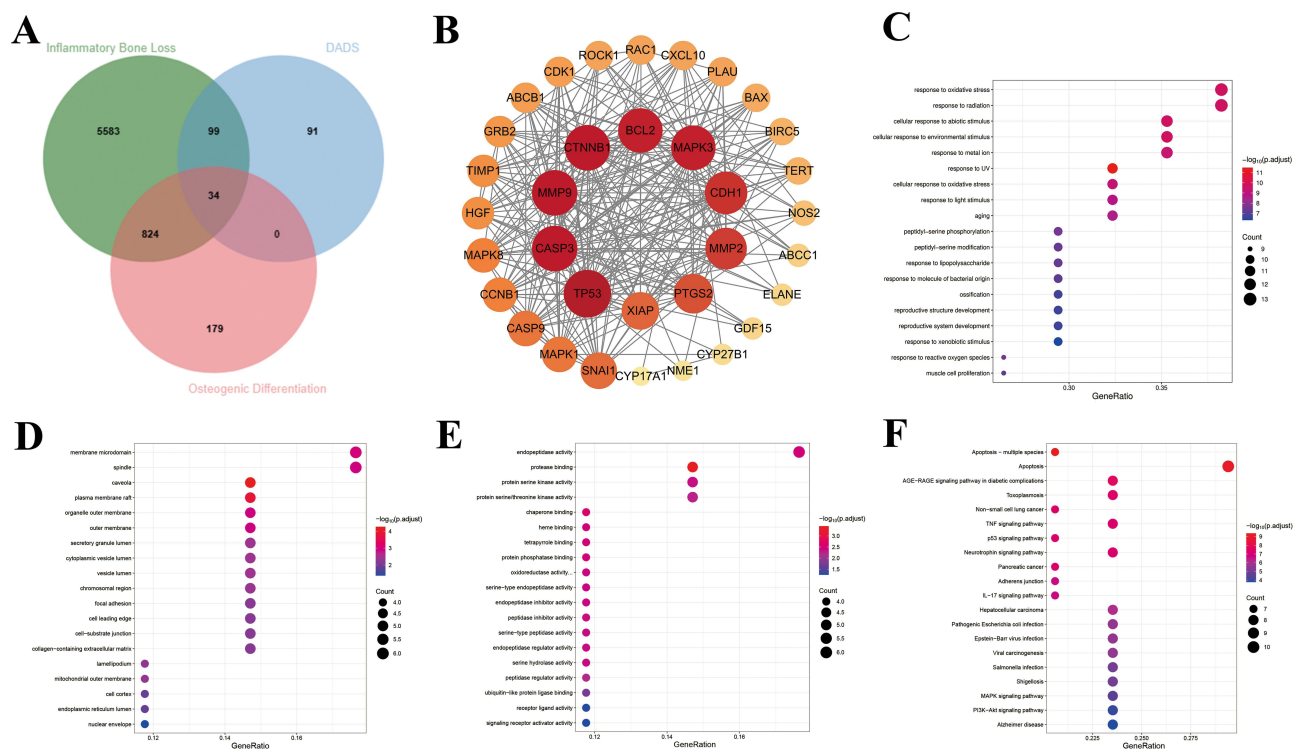 A
Inflammatory Bone Loss
DADS
5583
99
91
34
824
0
179
Osteogenic Differentiation
B
RAC1
CXCL10
ROCK1
PLAU
CDK1
BAX
ABCB1
BIRC5
GRB2
TERT
TIMP1
NOS2
HGF
ABCC1
MAPK8
ELANE
CCNB1
GDF15
CASP9
CYP27B1
MAPK1
NME1
SNAI1
CYP17A1
BCL2
CTNNB1
MAPK3
MMP9
CDH1
CASP3
MMP2
TP53
PTGS2
XIAP
C
response to oxidative stress
response to radiation
cellular response to abiotic stimulus
cellular response to environmental stimulus
response to metal ion
response to UV
cellular response to oxidative stress
response to light stimulus
aging
peptidyl-serine phosphorylation
peptidyl-serine modification
response to lipopolysaccharide
response to molecule of bacterial origin
ossification
reproductive structure development
reproductive system development
response to xenobiotic stimulus
response to reactive oxygen species
muscle cell proliferation
0.30
0.35
GeneRatio
−log10(p.adjust)
11
10
9
8
7
Count
9
10
11
12
13
D
membrane microdomain
spindle
caveola
plasma membrane raft
organelle outer membrane
outer membrane
secretory granule lumen
cytoplasmic vesicle lumen
vesicle lumen
chromosomal region
focal adhesion
cell leading edge
cell−substrate junction
collagen−containing extracellular matrix
lamellipodium
mitochondrial outer membrane
cell cortex
endoplasmic reticulum lumen
nuclear envelope
0.12
0.14
0.16
GeneRatio
−log10(p.adjust)
4
3
2
Count
4.0
4.5
5.0
5.5
6.0
E
endopeptidase activity
protease binding
protein serine kinase activity
protein serine/threonine kinase activity
chaperone binding
heme binding
tetrapyrrole binding
protein phosphatase binding
oxidoreductase activity...
serine−type endopeptidase activity
endopeptidase inhibitor activity
peptidase inhibitor activity
serine−type peptidase activity
endopeptidase regulator activity
serine hydrolase activity
peptidase regulator activity
ubiquitin−like protein ligase binding
receptor ligand activity
signaling receptor activator activity
0.12
0.14
0.16
GeneRation
−log10(p.adjust)
3.0
2.5
2.0
1.5
Count
4.0
4.5
5.0
5.5
6.0
F
Apoptosis − multiple species
Apoptosis
AGE−RAGE signaling pathway in diabetic complications
Toxoplasmosis
Non−small cell lung cancer
TNF signaling pathway
p53 signaling pathway
Neurotrophin signaling pathway
Pancreatic cancer
Adherens junction
IL−17 signaling pathway
Hepatocellular carcinoma
Pathogenic Escherichia coli infection
Epstein−Barr virus infection
Viral carcinogenesis
Salmonella infection
Shigellosis
MAPK signaling pathway
PI3K−Akt signaling pathway
Alzheimer disease
0.225
0.250
0.275
GeneRatio
−log10(p.adjust)
9
8
7
6
5
4
Count
7
8
9
10